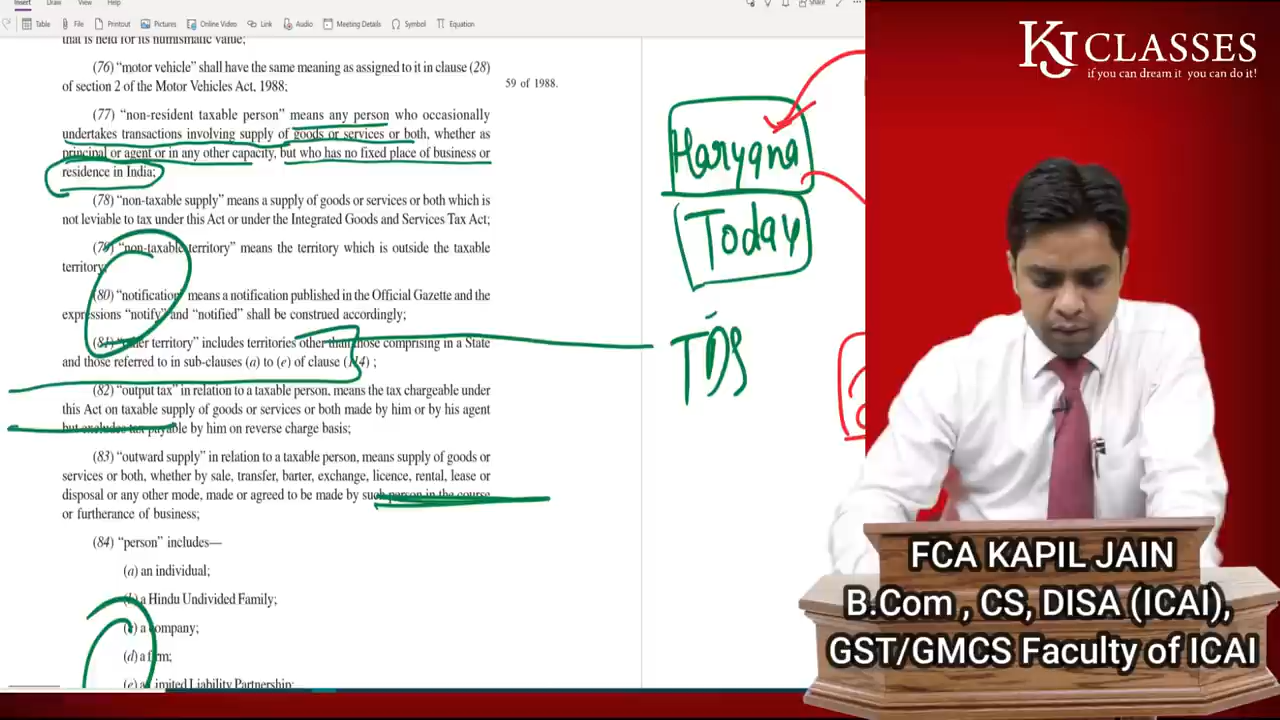 Insert Draw View Help
Share
Table File Printout Pictures Online Video Link Audio Meeting Details Symbol Equation
that is held for its numismatic value;
(76) “motor vehicle” shall have the same meaning as assigned to it in clause (28)
of section 2 of the Motor Vehicles Act, 1988;
59 of 1988.
(77) “non-resident taxable person” means any person who occasionally
undertakes transactions involving supply of goods or services or both, whether as
principal or agent or in any other capacity, but who has no fixed place of business or
residence in India;
(78) “non-taxable supply” means a supply of goods or services or both which is
not leviable to tax under this Act or under the Integrated Goods and Services Tax Act;
(79) “non-taxable territory” means the territory which is outside the taxable
territory;
(80) “notification” means a notification published in the Official Gazette and the
expressions “notify” and “notified” shall be construed accordingly;
(81) “other territory” includes territories other than those comprising in a State
and those referred to in sub-clauses (a) to (e) of clause (114) ;
(82) “output tax” in relation to a taxable person, means the tax chargeable under
this Act on taxable supply of goods or services or both made by him or by his agent
but excludes tax payable by him on reverse charge basis;
(83) “outward supply” in relation to a taxable person, means supply of goods or
services or both, whether by sale, transfer, barter, exchange, licence, rental, lease or
disposal or any other mode, made or agreed to be made by such person in the course
or furtherance of business;
(84) “person” includes—
(a) an individual;
(b) a Hindu Undivided Family;
(c) a company;
(d) a firm;
(e) a Limited Liability Partnership;
Haryana
Today
TDS
KJ CLASSES
if you can dream it you can do it!
FCA KAPIL JAIN
B.Com , CS, DISA (ICAI),
GST/GMCS Faculty of ICAI